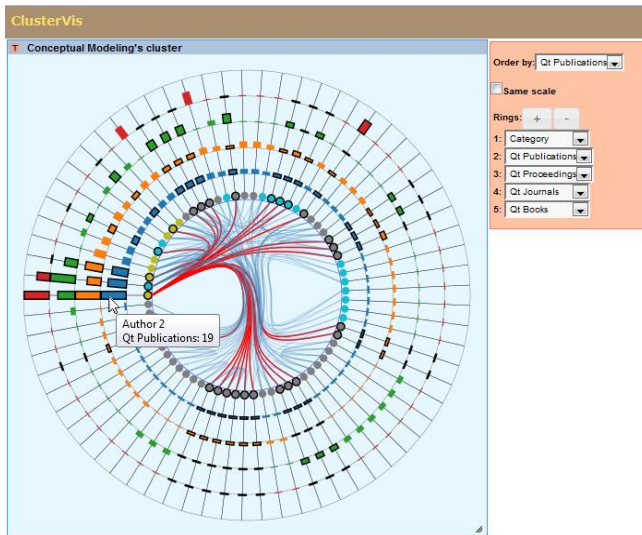 ClusterVis
T Conceptual Modeling's cluster
Order by: Qt Publications
Same scale
Rings: + -
1: Category
2: Qt Publications
3: Qt Proceedings
4: Qt Journals
5: Qt Books
Author 2
Qt Publications: 19